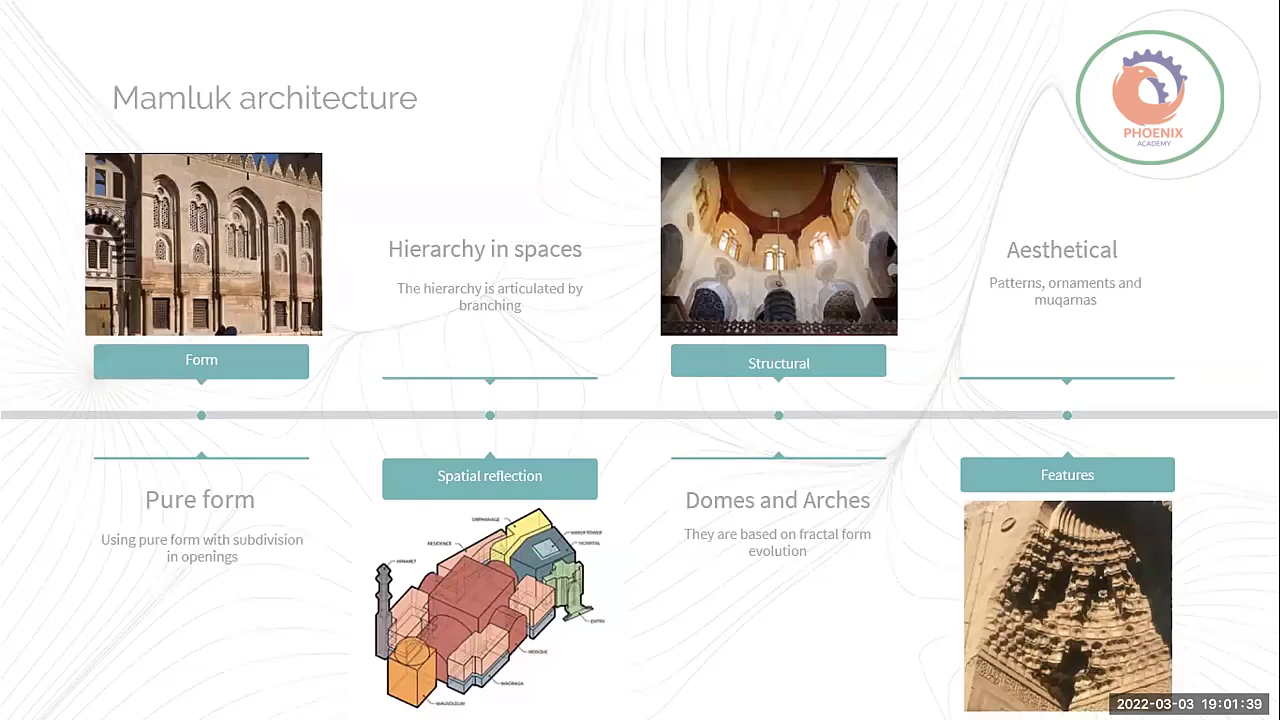 Mamluk architecture
PHOENIX
ACADEMY
Form
Pure form
Using pure form with subdivision
in openings
Hierarchy in spaces
The hierarchy is articulated by
branching
Spatial reflection
ORPHANAGE
WATER TOWER
HOSPITAL
RESIDENCE
MINARET
ENTRY
MOSQUE
MADRASA
MAUSOLEUM
Structural
Domes and Arches
They are based on fractal form
evolution
Aesthetical
Patterns, ornaments and
muqarnas
Features
2022-03-03 19:01:39